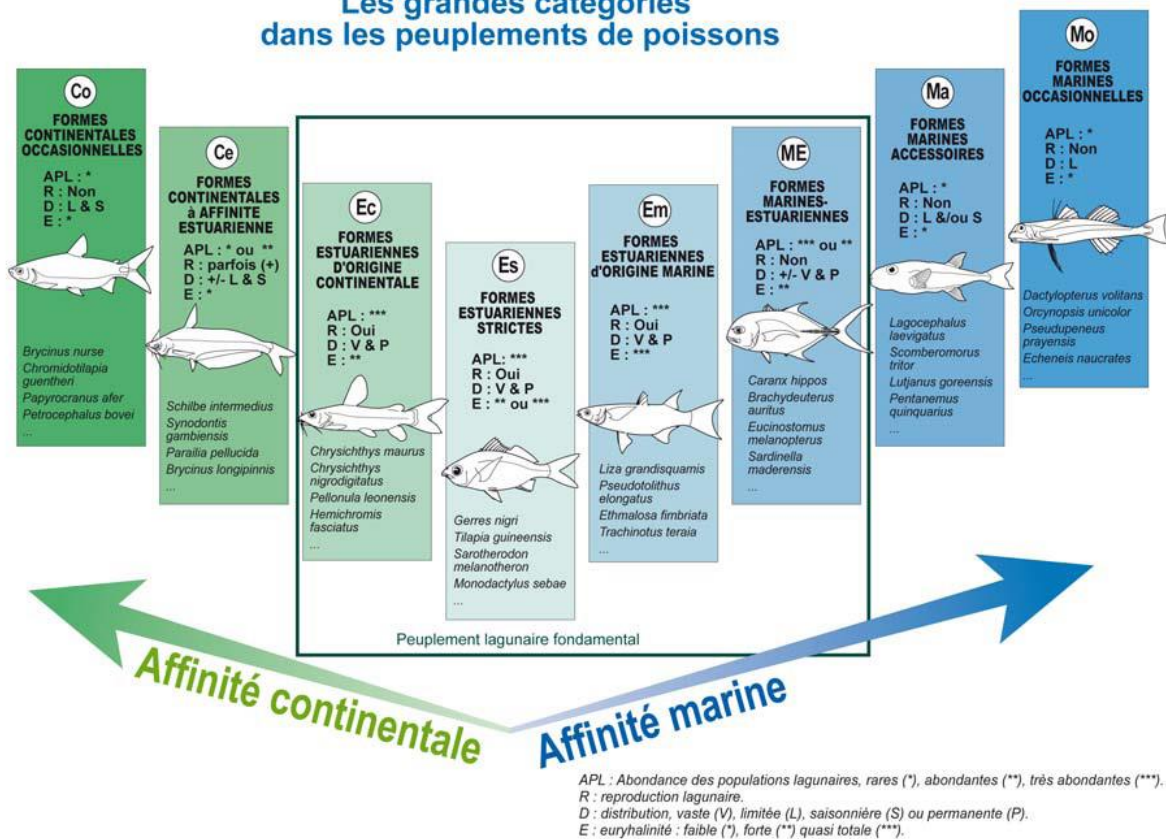 Les grandes catégories
dans les peuplements de poissons
Co
FORMES
CONTINENTALES
OCCASIONNELLES
APL : *
R : Non
D : L & S
E : *
Brycinus nurse
Chromidotilapia
guentheri
Papyrocranus afer
Petrocephalus bovei
...
Ce
FORMES
CONTINENTALES
à AFFINITE
ESTUARIENNE
APL : * ou **
R : parfois (+)
D : +/- L & S
E : *
Schilbe intermedius
Synodontis
gambiensis
Parailia pellucida
Brycinus longipinnis
...
Ec
FORMES
ESTUARIENNES
D'ORIGINE
CONTINENTALE
APL : ***
R : Oui
D : V & P
E : **
Chrysichthys maurus
Chrysichthys
nigrodigitatus
Pellonula leonensis
Hemichromis
fasciatus
...
Es
FORMES
ESTUARIENNES
STRICTES
APL: ***
R : Oui
D : V & P
E : ** ou ***
Gerres nigri
Tilapia guineensis
Sarotherodon
melanotheron
Monodactylus sebae
...
Em
FORMES
ESTUARIENNES
d'ORIGINE MARINE
APL : ***
R : Oui
D : V & P
E : ***
Liza grandisquamis
Pseudotolithus
elongatus
Ethmalosa fimbriata
Trachinotus teraia
...
ME
FORMES
MARINES-
ESTUARIENNES
APL : *** ou **
R : Non
D : +/- V & P
E : **
Caranx hippos
Brachydeuterus
auritus
Eucinostomus
melanopterus
Sardinella
maderensis
...
Ma
FORMES
MARINES
ACCESSOIRES
APL : *
R : Non
D : L &/ou S
E : *
Lagocephalus
laevigatus
Scomberomorus
tritor
Lutjanus goreensis
Pentanemus
quinquarius
...
Mo
FORMES
MARINES
OCCASIONNELLES
APL : *
R : Non
D : L
E : *
Dactylopterus volitans
Orcynopsis unicolor
Pseudupeneus
prayensis
Echeneis naucrates
...
Peuplement lagunaire fondamental
Affinité continentale
Affinité marine
APL : Abondance des populations lagunaires, rares (*), abondantes (**), très abondantes (***).
R : reproduction lagunaire.
D : distribution, vaste (V), limitée (L), saisonnière (S) ou permanente (P).
E : euryhalinité : faible (*), forte (**) quasi totale (***).